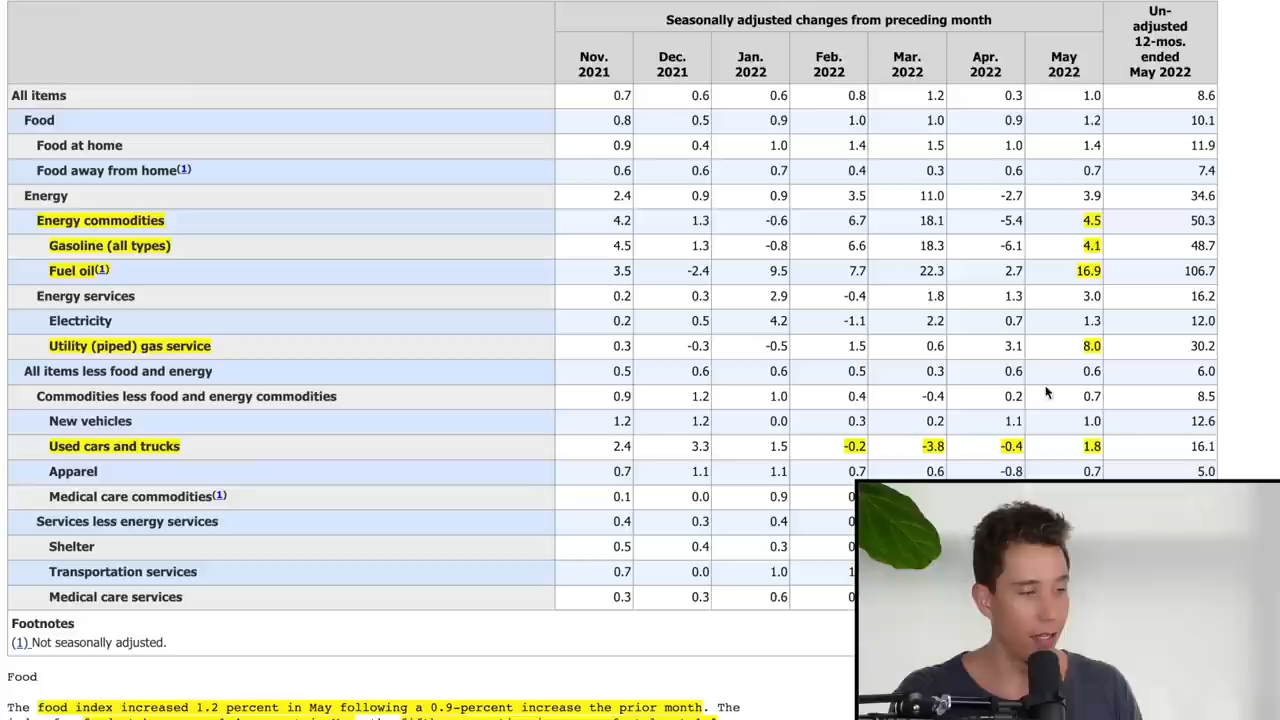 Seasonally adjusted changes from preceding month
Un-
adjusted
12-mos.
ended
May 2022
Nov. 2021 Dec. 2021 Jan. 2022 Feb. 2022 Mar. 2022 Apr. 2022 May 2022
All items 0.7 0.6 0.6 0.8 1.2 0.3 1.0 8.6
Food 0.8 0.5 0.9 1.0 1.0 0.9 1.2 10.1
Food at home 0.9 0.4 1.0 1.4 1.5 1.0 1.4 11.9
Food away from home(1) 0.6 0.6 0.7 0.4 0.3 0.6 0.7 7.4
Energy 2.4 0.9 0.9 3.5 11.0 -2.7 3.9 34.6
Energy commodities 4.2 1.3 -0.6 6.7 18.1 -5.4 4.5 50.3
Gasoline (all types) 4.5 1.3 -0.8 6.6 18.3 -6.1 4.1 48.7
Fuel oil(1) 3.5 -2.4 9.5 7.7 22.3 2.7 16.9 106.7
Energy services 0.2 0.3 2.9 -0.4 1.8 1.3 3.0 16.2
Electricity 0.2 0.5 4.2 -1.1 2.2 0.7 1.3 12.0
Utility (piped) gas service 0.3 -0.3 -0.5 1.5 0.6 3.1 8.0 30.2
All items less food and energy 0.5 0.6 0.6 0.5 0.3 0.6 0.6 6.0
Commodities less food and energy commodities 0.9 1.2 1.0 0.4 -0.4 0.2 0.7 8.5
New vehicles 1.2 1.2 0.0 0.3 0.2 1.1 1.0 12.6
Used cars and trucks 2.4 3.3 1.5 -0.2 -3.8 -0.4 1.8 16.1
Apparel 0.7 1.1 1.1 0.7 0.6 -0.8 0.7 5.0
Medical care commodities(1) 0.1 0.0 0.9
Services less energy services 0.4 0.3 0.4
Shelter 0.5 0.4 0.3
Transportation services 0.7 0.0 1.0
Medical care services 0.3 0.3 0.6
Footnotes
(1) Not seasonally adjusted.
Food
The food index increased 1.2 percent in May following a 0.9-percent increase the prior month. The